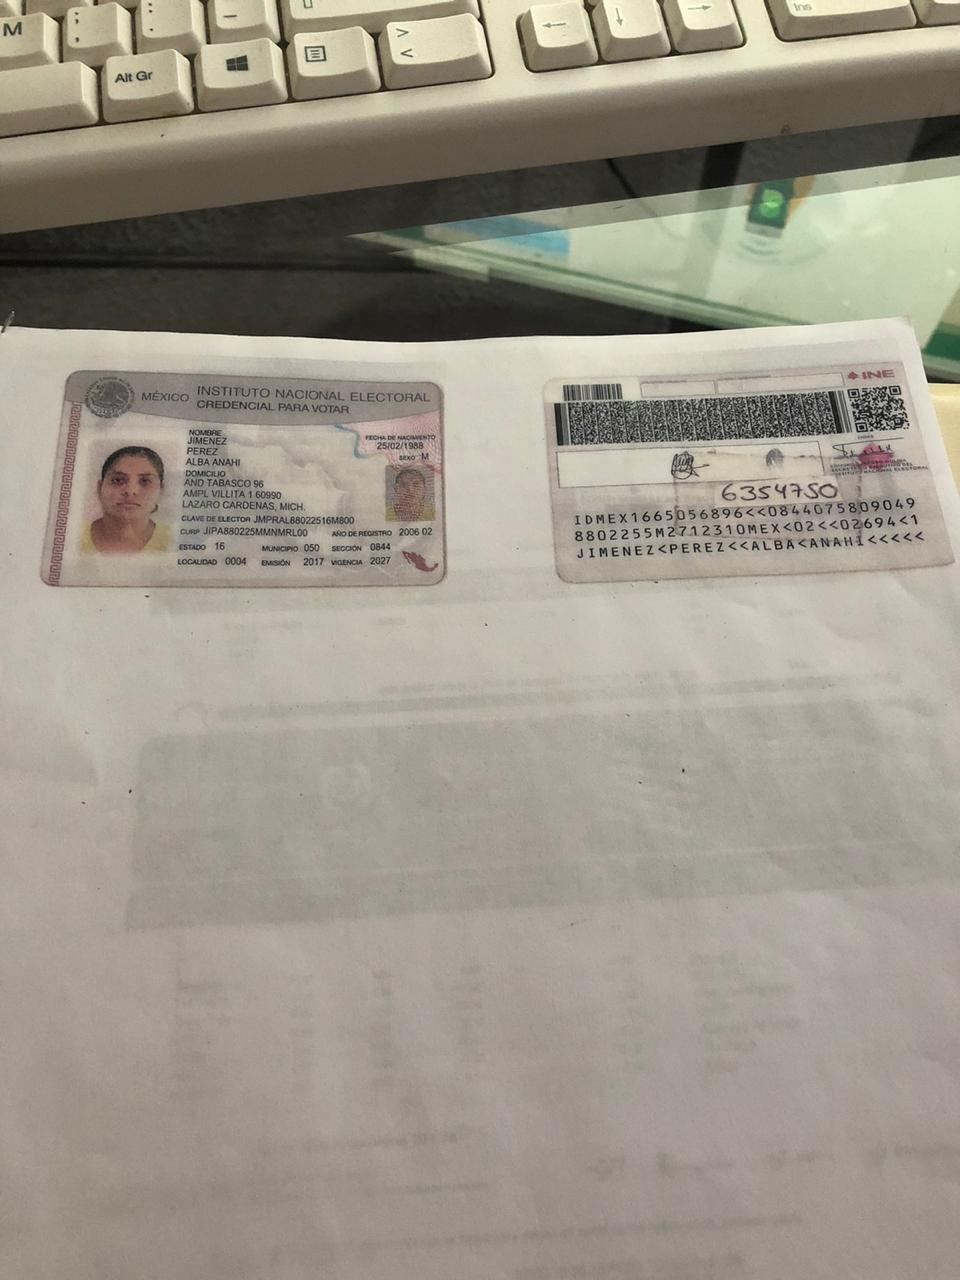 M
; ,
: .
_ -
Alt Gr
> <
← ↓ →
Ins
MÉXICO INSTITUTO NACIONAL ELECTORAL
CREDENCIAL PARA VOTAR
NOMBRE
JIMENEZ
PEREZ
ALBA ANAHI
FECHA DE NACIMIENTO
25/02/1988
SEXO M
DOMICILIO
AND TABASCO 96
AMPL VILLITA 1 60990
LAZARO CARDENAS, MICH.
CLAVE DE ELECTOR JMPRAL88022516M800
CURP JIPA880225MMNMRL00 AÑO DE REGISTRO 2006 02
ESTADO 16 MUNICIPIO 050 SECCIÓN 0844
LOCALIDAD 0004 EMISIÓN 2017 VIGENCIA 2027
INE
INSTITUTO NACIONAL ELECTORAL
6354750
IDMEX1665056896<<0844075809049
8802255M2712310MEX<02<<02694<1
JIMENEZ<PEREZ<<ALBA<ANAHI<<<<<